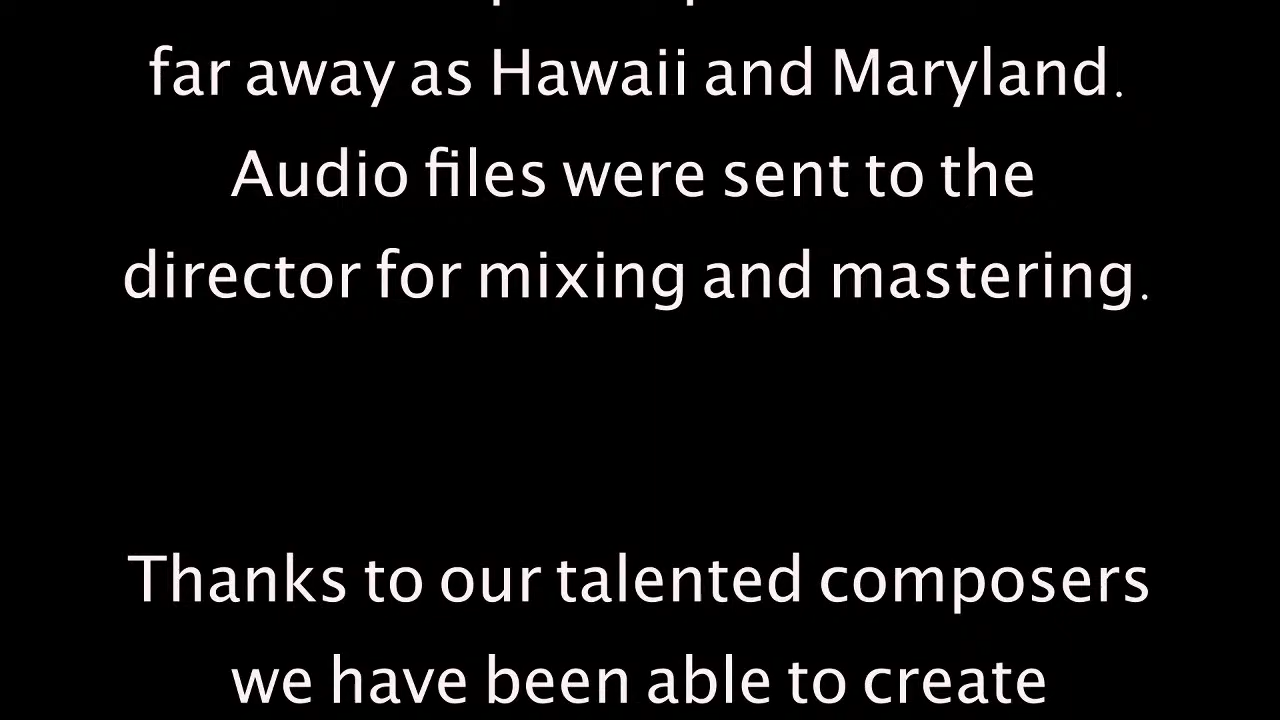 far away as Hawaii and Maryland.
Audio files were sent to the
director for mixing and mastering.
Thanks to our talented composers
we have been able to create